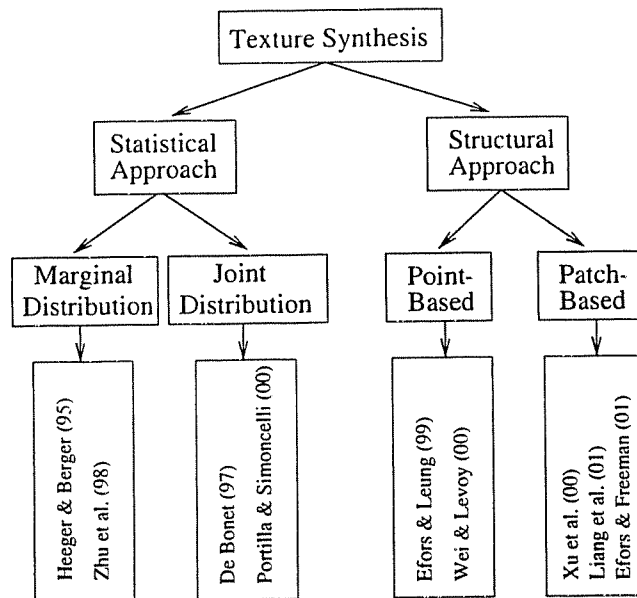 Texture Synthesis
Statistical
Approach
Structural
Approach
Marginal
Distribution
Joint
Distribution
Point-
Based
Patch-
Based
Heeger & Berger (95)
Zhu et al. (98)
De Bonet (97)
Portilla & Simoncelli (00)
Efors & Leung (99)
Wei & Levoy (00)
Xu et al. (00)
Liang et al. (01)
Efors & Freeman (01)